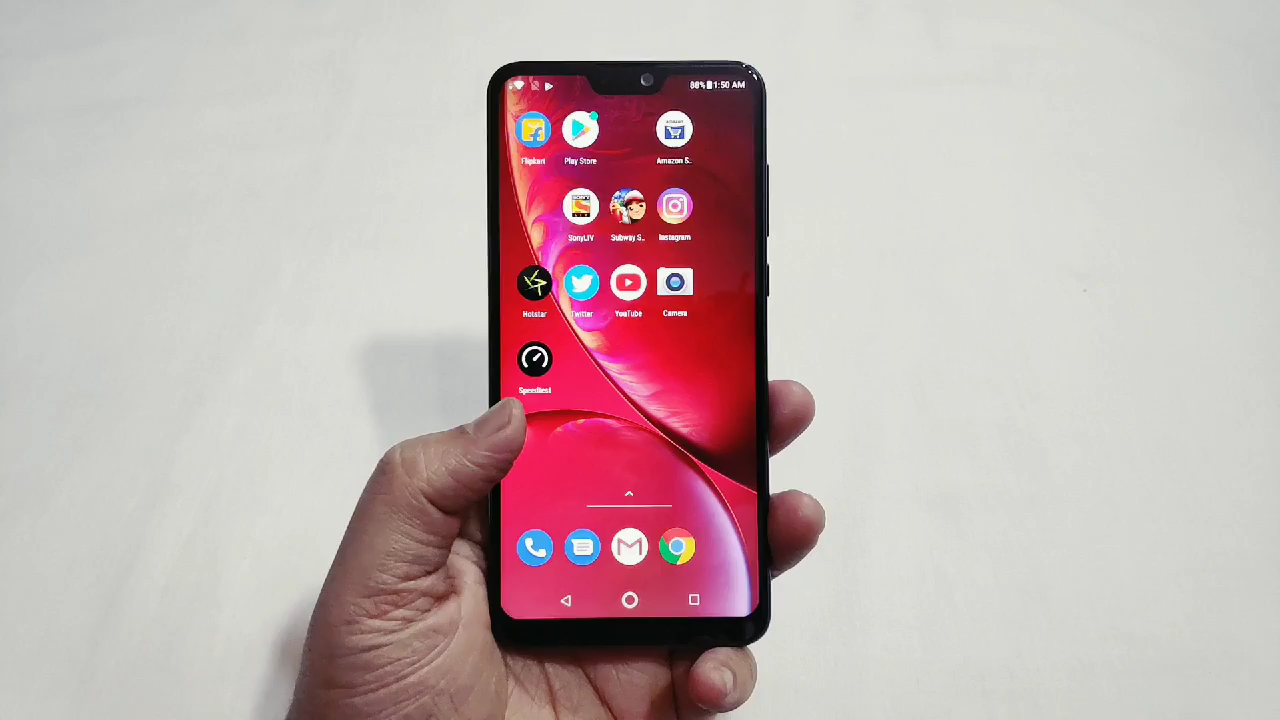 88% 1:50 AM
Flipkart Play Store Amazon S..
SonyLIV Subway S.. Instagram
Hotstar Twitter YouTube Camera
Speedtest